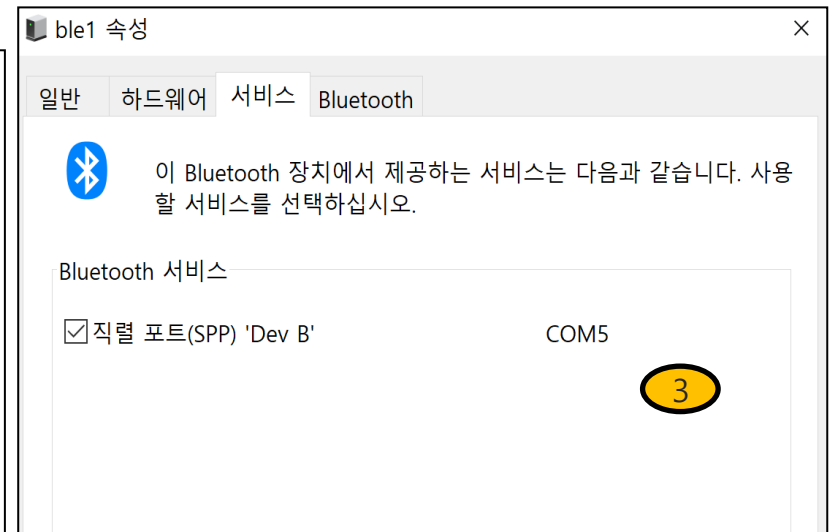 ble1 속성
일반 하드웨어 서비스 Bluetooth
이 Bluetooth 장치에서 제공하는 서비스는 다음과 같습니다. 사용
할 서비스를 선택하십시오.
Bluetooth 서비스
직렬 포트(SPP) 'Dev B' COM5
3